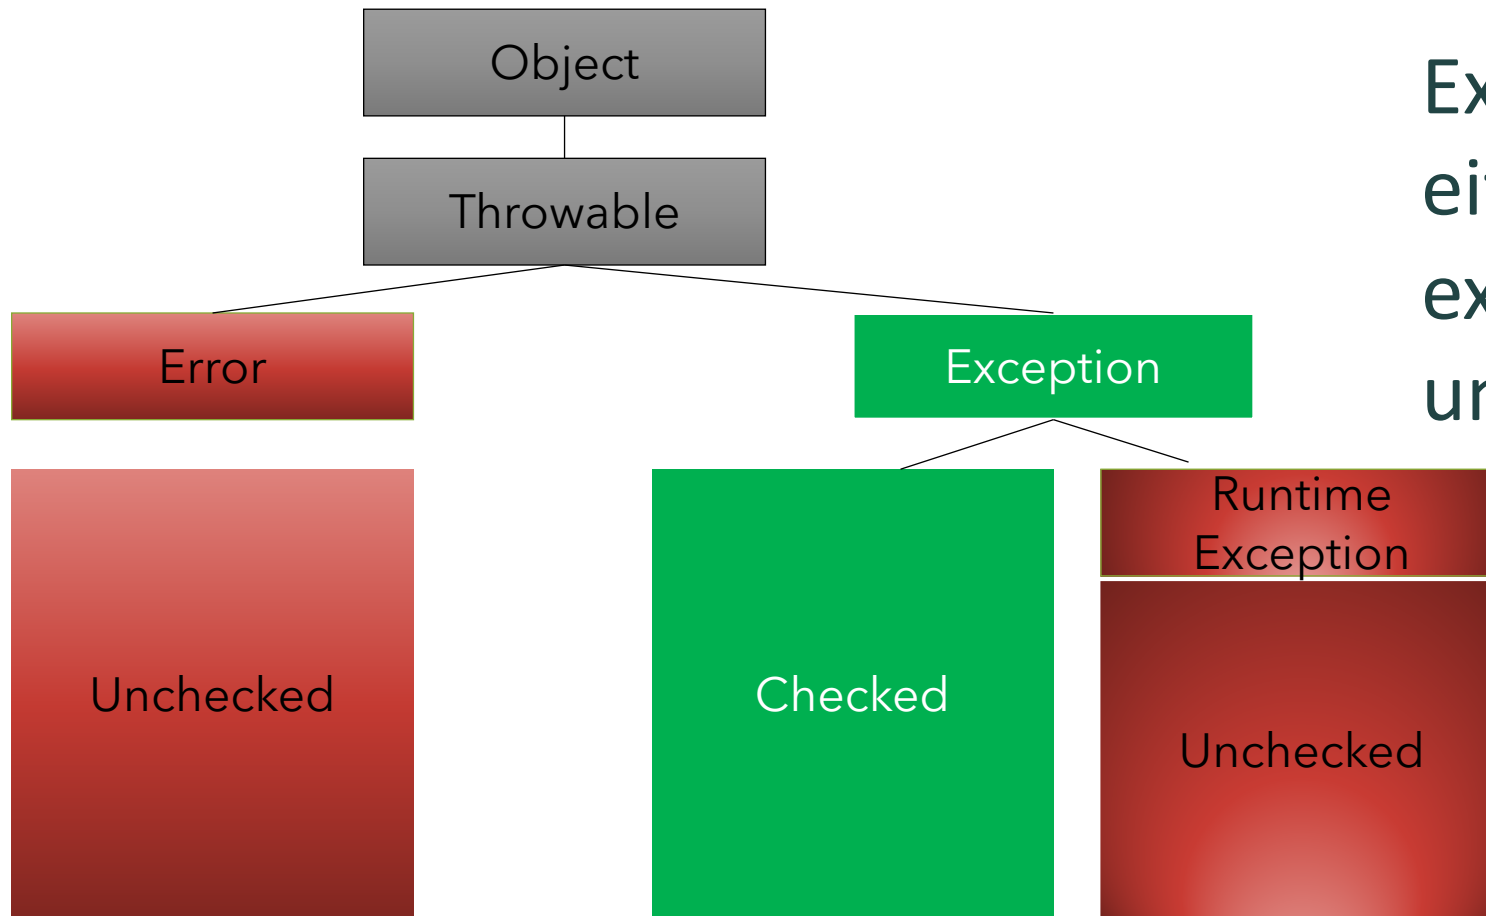 Object
Throwable
Error
Exception
Unchecked
Checked
Runtime
Exception
Unchecked